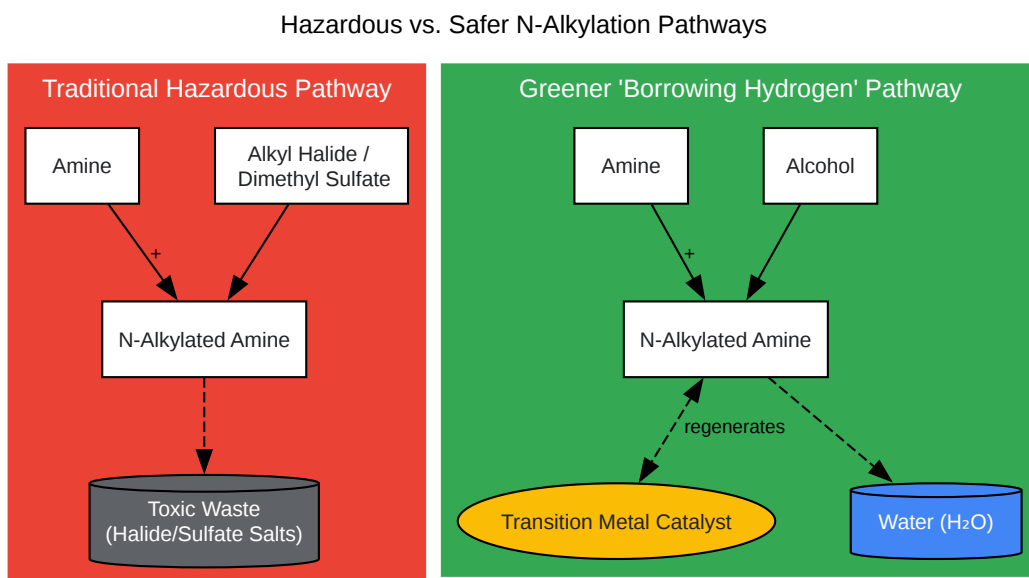 Hazardous vs. Safer N-Alkylation Pathways
Traditional Hazardous Pathway
Amine
Alkyl Halide /
Dimethyl Sulfate
+
N-Alkylated Amine
Toxic Waste
(Halide/Sulfate Salts)
Greener 'Borrowing Hydrogen' Pathway
Amine
Alcohol
+
N-Alkylated Amine
regenerates
Transition Metal Catalyst
Water (H₂O)